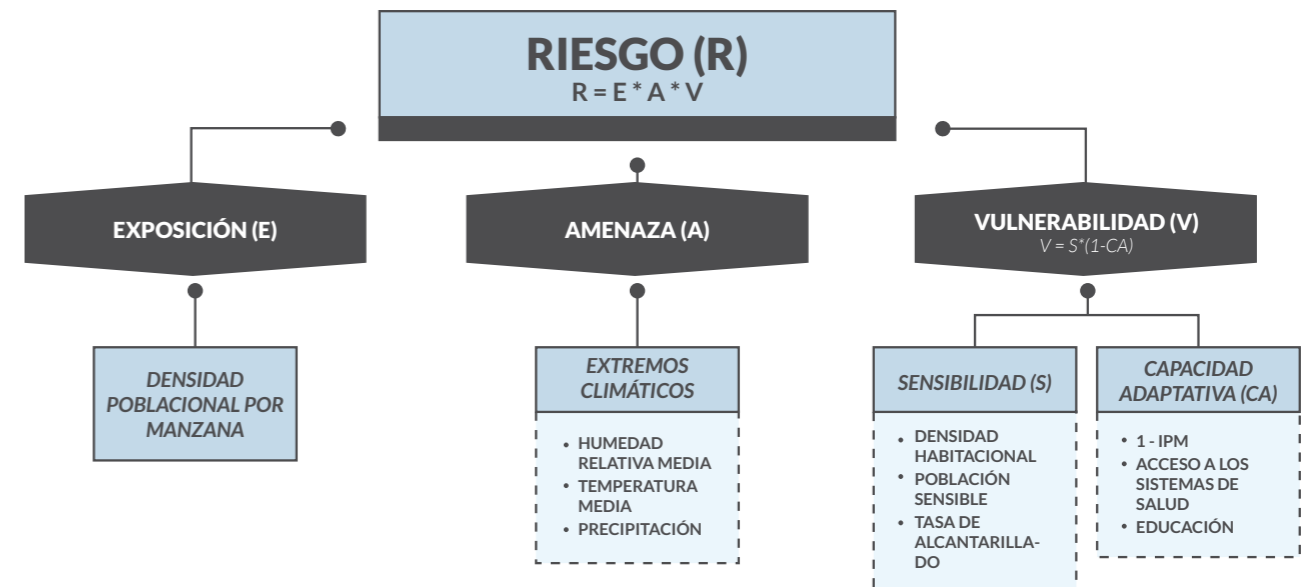 RIESGO (R)
R = E * A * V
EXPOSICIÓN (E)
AMENAZA (A)
VULNERABILIDAD (V)
V = S*(1-CA)
DENSIDAD
POBLACIONAL POR
MANZANA
EXTREMOS
CLIMÁTICOS
• HUMEDAD
RELATIVA MEDIA
• TEMPERATURA
MEDIA
• PRECIPITACIÓN
SENSIBILIDAD (S)
• DENSIDAD
HABITACIONAL
• POBLACIÓN
SENSIBLE
• TASA DE
ALCANTARILLA-
DO
CAPACIDAD
ADAPTATIVA (CA)
• 1 - IPM
• ACCESO A LOS
SISTEMAS DE
SALUD
• EDUCACIÓN